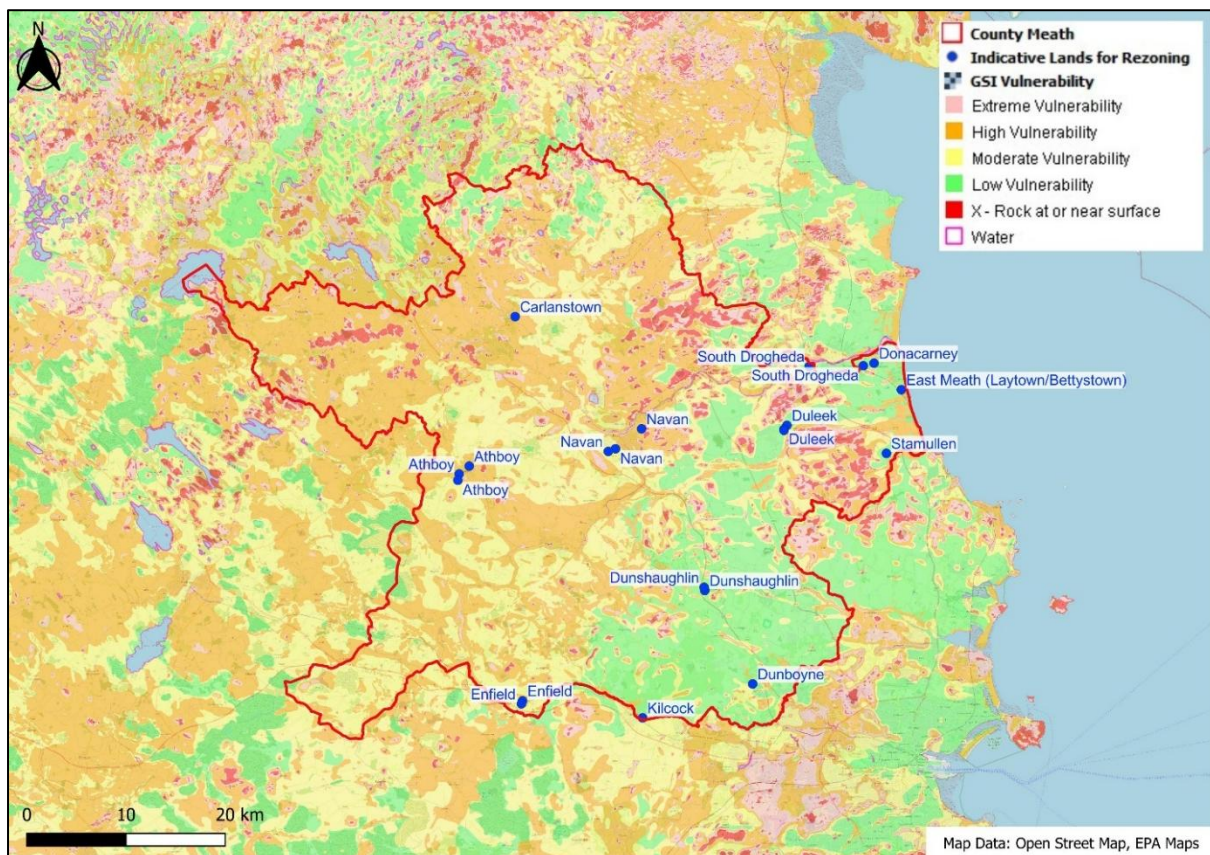 N
County Meath
Indicative Lands for Rezoning
GSI Vulnerability
Extreme Vulnerability
High Vulnerability
Moderate Vulnerability
Low Vulnerability
X - Rock at or near surface
Water
Carlanstown
South Drogheda
Donacarney
South Drogheda
East Meath (Laytown/Bettystown)
Navan
Duleek
Duleek
Navan
Navan
Stamullen
Athboy
Athboy
Athboy
Dunshaughlin
Dunshaughlin
Dunboyne
Enfield
Enfield
Kilcock
0 10 20 km
Map Data: Open Street Map, EPA Maps